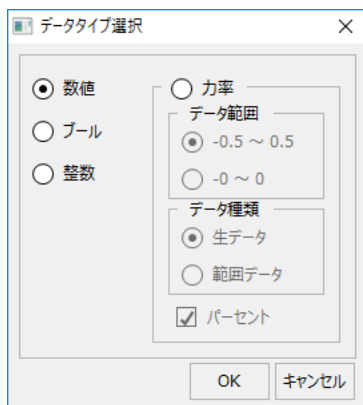 データタイプ選択
数値
ブール
整数
力率
データ範囲
-0.5 ～ 0.5
-0 ～ 0
データ種類
生データ
範囲データ
パーセント
OK
キャンセル